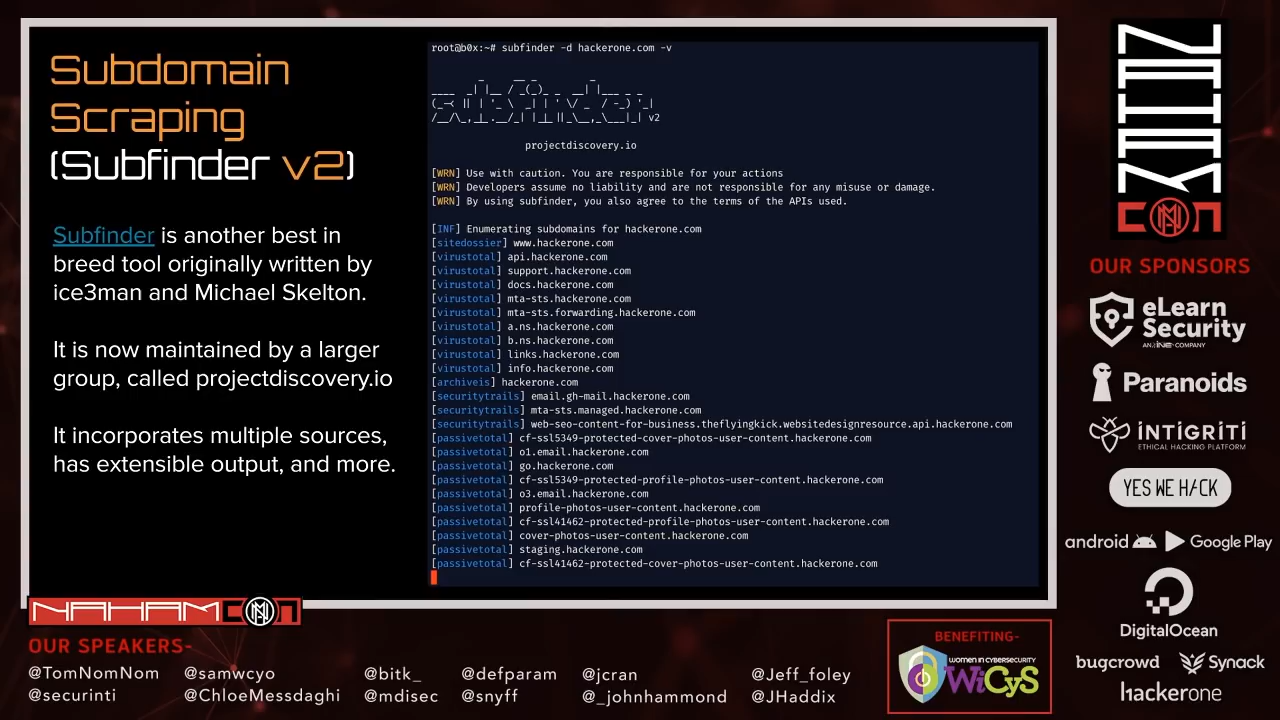 Subdomain
Scraping
(Subfinder v2)
Subfinder is another best in
breed tool originally written by
ice3man and Michael Skelton.
It is now maintained by a larger
group, called projectdiscovery.io
It incorporates multiple sources,
has extensible output, and more.
root@b0x:~# subfinder -d hackerone.com -v
v2
projectdiscovery.io
[WRN] Use with caution. You are responsible for your actions
[WRN] Developers assume no liability and are not responsible for any misuse or damage.
[WRN] By using subfinder, you also agree to the terms of the APIs used.
[INF] Enumerating subdomains for hackerone.com
[sitedossier] www.hackerone.com
[virustotal] api.hackerone.com
[virustotal] support.hackerone.com
[virustotal] docs.hackerone.com
[virustotal] mta-sts.hackerone.com
[virustotal] mta-sts.forwarding.hackerone.com
[virustotal] a.ns.hackerone.com
[virustotal] b.ns.hackerone.com
[virustotal] links.hackerone.com
[virustotal] info.hackerone.com
[archiveis] hackerone.com
[securitytrails] email.gh-mail.hackerone.com
[securitytrails] mta-sts.managed.hackerone.com
[securitytrails] web-seo-content-for-business.theflyingkick.websitedesignresource.api.hackerone.com
[passivetotal] cf-ssl5349-protected-cover-photos-user-content.hackerone.com
[passivetotal] o1.email.hackerone.com
[passivetotal] go.hackerone.com
[passivetotal] cf-ssl5349-protected-profile-photos-user-content.hackerone.com
[passivetotal] o3.email.hackerone.com
[passivetotal] profile-photos-user-content.hackerone.com
[passivetotal] cf-ssl41462-protected-profile-photos-user-content.hackerone.com
[passivetotal] cover-photos-user-content.hackerone.com
[passivetotal] staging.hackerone.com
[passivetotal] cf-ssl41462-protected-cover-photos-user-content.hackerone.com
NAHAMCON
OUR SPONSORS
eLearn
Security
AN INE COMPANY
Paranoids
INTIGRITI
ETHICAL HACKING PLATFORM
YES WE H/CK
android Google Play
DigitalOcean
bugcrowd Synack
hackerone
NAHAMCON
OUR SPEAKERS-
@TomNomNom @samwcyo @bitk_ @defparam @jcran @Jeff_foley
@securinti @ChloeMessdaghi @mdisec @snyff @_johnhammond @JHaddix
BENEFITING-
WOMEN IN CYBERSECURITY
WiCyS